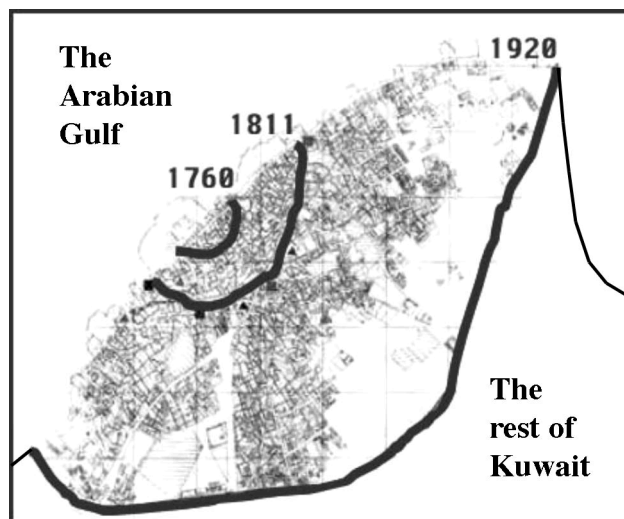 The
Arabian
Gulf
1920
1811
1760
The
rest of
Kuwait